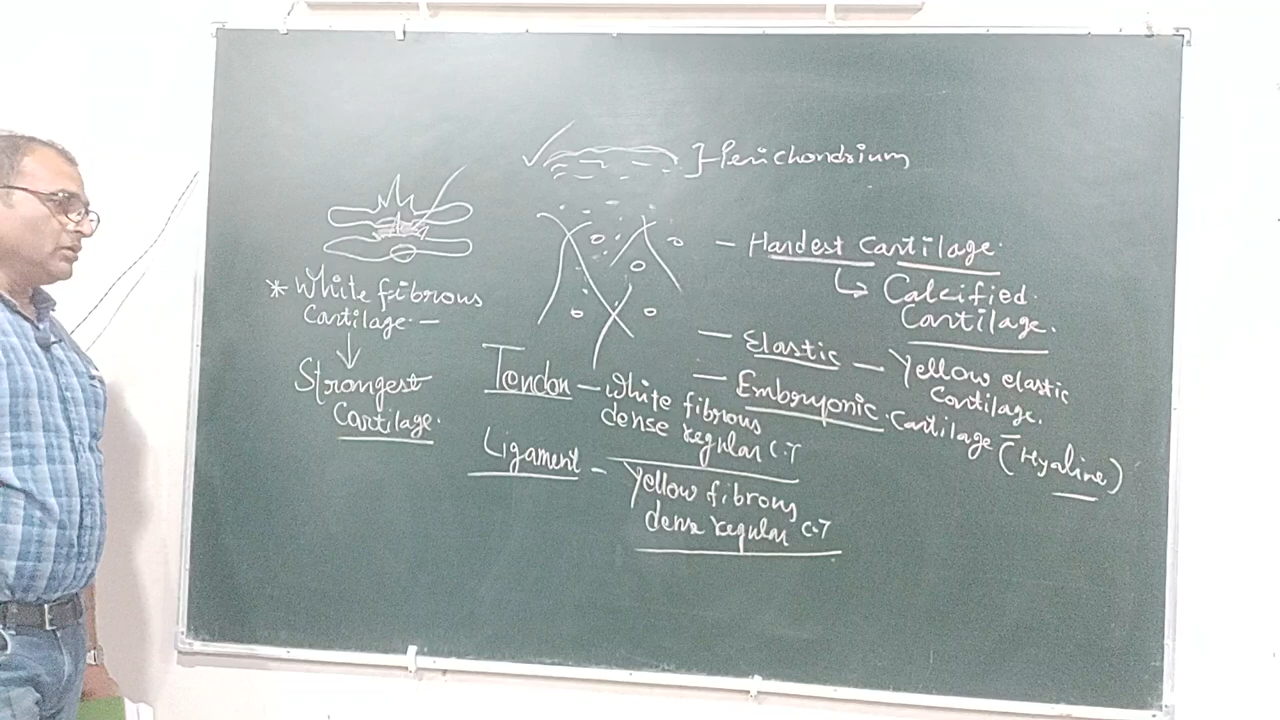 ]-Perichondrium
* White fibrous
Cartilage. -
↓
Strongest
Cartilage.
- Hardest Cartilage.
↳ Calcified.
Cartilage.
- Elastic - Yellow elastic
Cartilage.
- Embryonic. Cartilage - (Hyaline)
Tendon - White fibrous
dense regular C.T
Ligament - Yellow fibrous
dense regular C.T